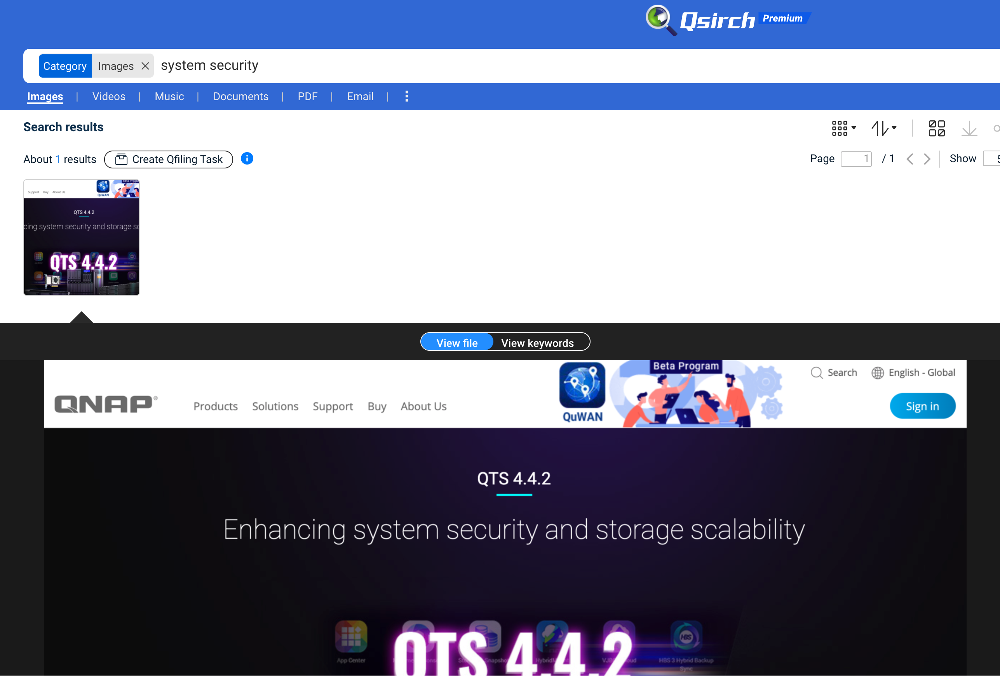 Qsirch Premium
Category Images system security
Images | Videos | Music | Documents | PDF | Email |
Search results
About 1 results Create Qfiling Task
Page 1 / 1 Show
Beta Program
Support Buy About Us QuWAN
QTS 4.4.2
cing system security and storage sc
QTS 4.4.2
View file View keywords
Beta Program
Search English - Global
QNAP® Products Solutions Support Buy About Us QuWAN Sign in
QTS 4.4.2
Enhancing system security and storage scalability
QTS 4.4.2
App Center
HBS 3 Hybrid Backup
Sync